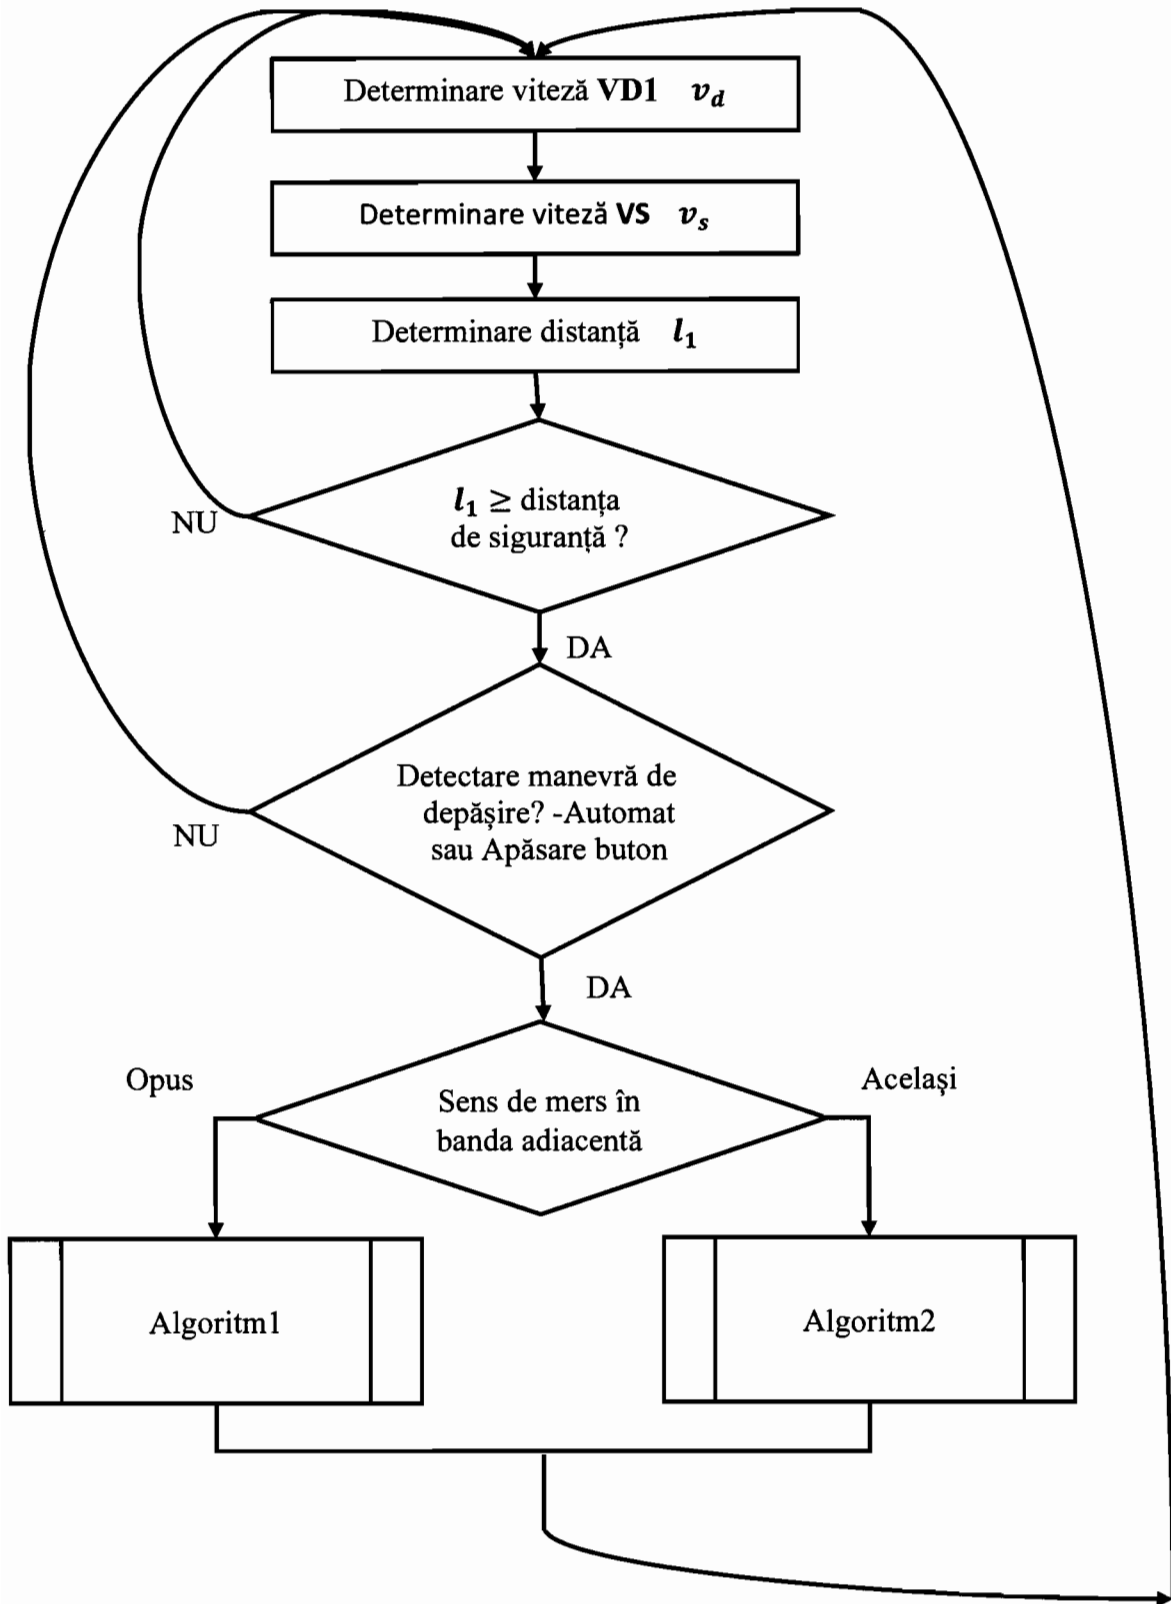 Determinare viteză VD1 v_d
Determinare viteză VS v_s
Determinare distanță l_1
l_1 ≥ distanța
de siguranță ?
NU
DA
Detectare manevră de
depășire? -Automat
sau Apăsare buton
NU
DA
Opus
Același
Sens de mers în
banda adiacentă
Algoritm1
Algoritm2